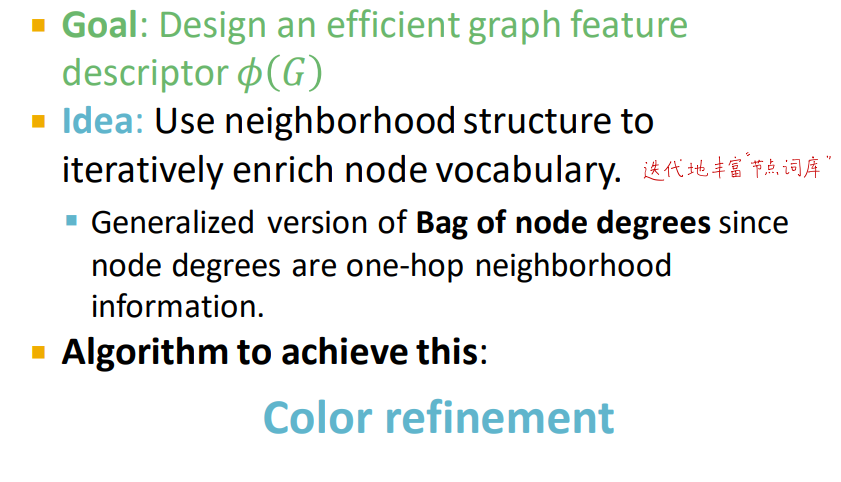 Goal: Design an efficient graph feature
descriptor 𝜙(𝐺)
Idea: Use neighborhood structure to
iteratively enrich node vocabulary. 迭代地丰富“节点词库”
Generalized version of Bag of node degrees since
node degrees are one-hop neighborhood
information.
Algorithm to achieve this:
Color refinement